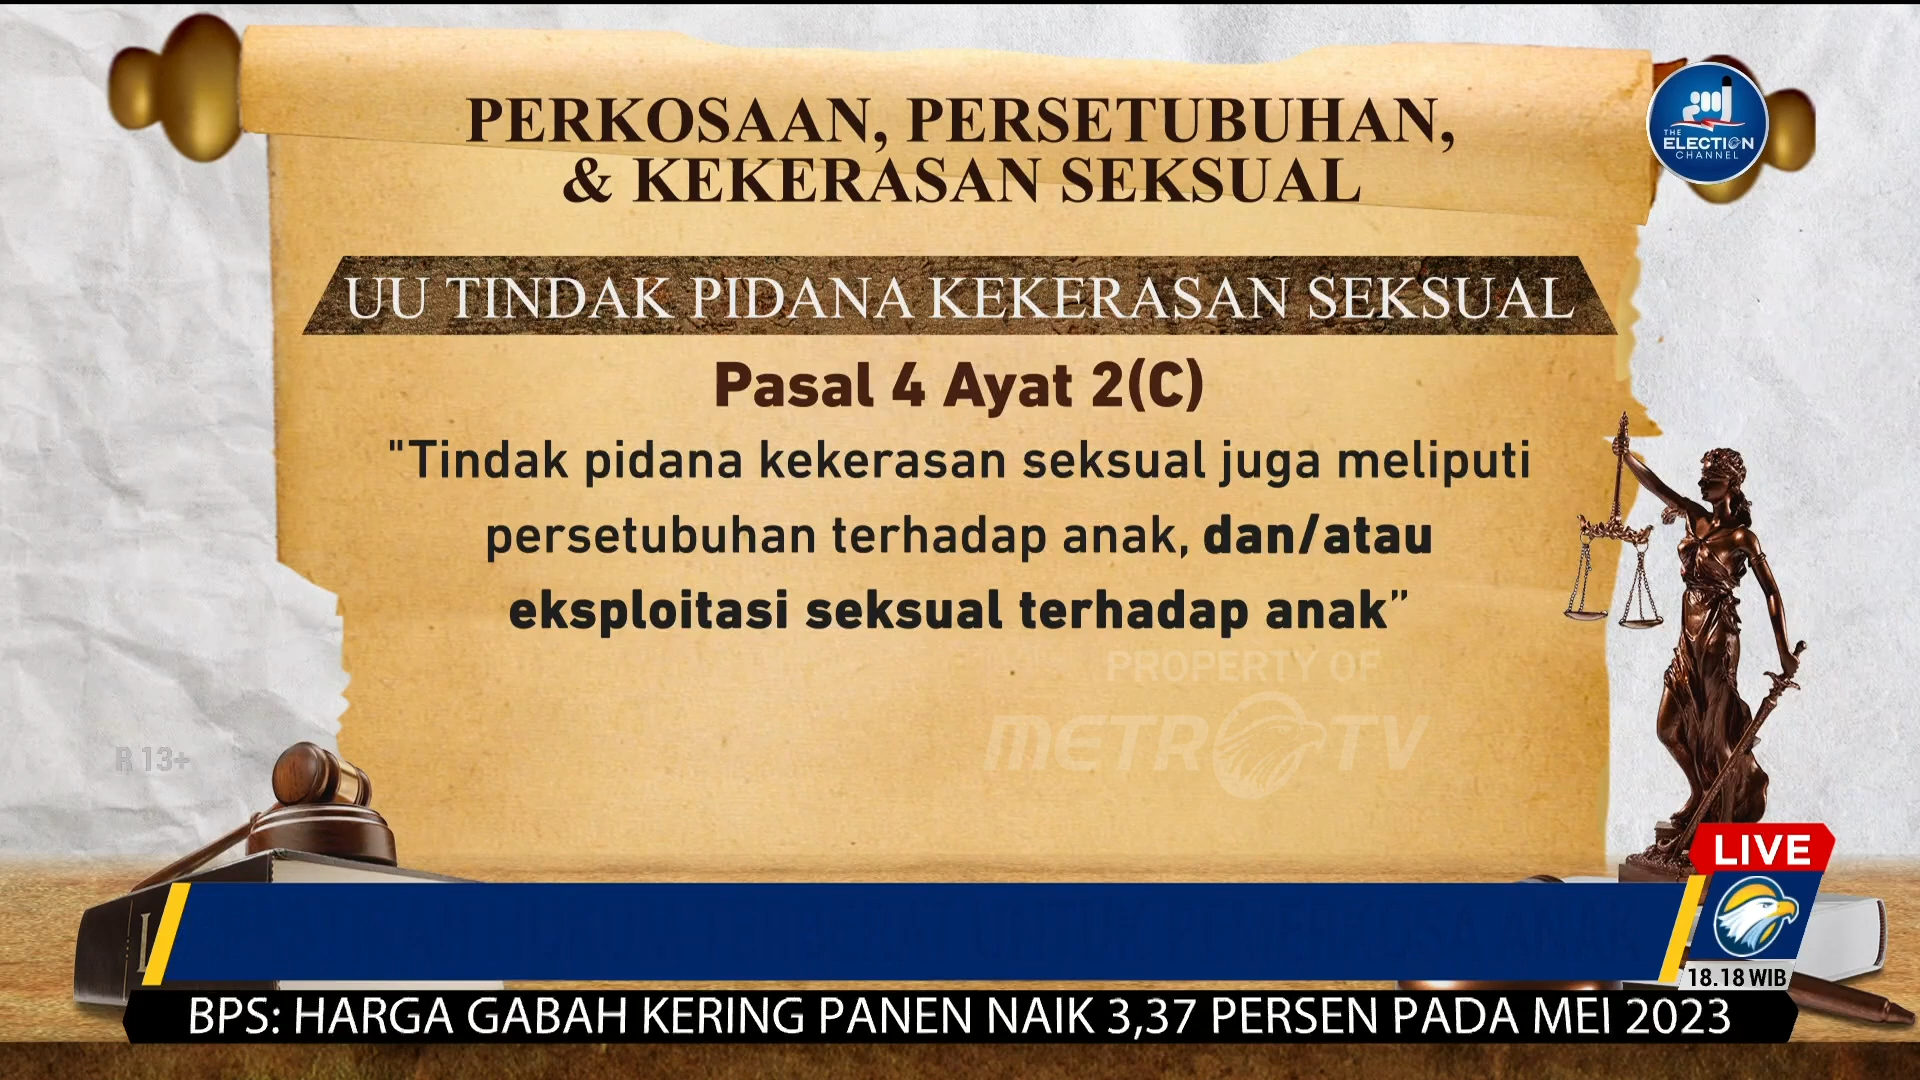 PERKOSAAN, PERSETUBUHAN,
& KEKERASAN SEKSUAL
THE
ELECTION
CHANNEL
UU TINDAK PIDANA KEKERASAN SEKSUAL
Pasal 4 Ayat 2(C)
"Tindak pidana kekerasan seksual juga meliputi
persetubuhan terhadap anak, dan/atau
eksploitasi seksual terhadap anak”
PROPERTY OF
METRO TV
R 13+
L
LIVE
18.18 WIB
BPS: HARGA GABAH KERING PANEN NAIK 3,37 PERSEN PADA MEI 2023